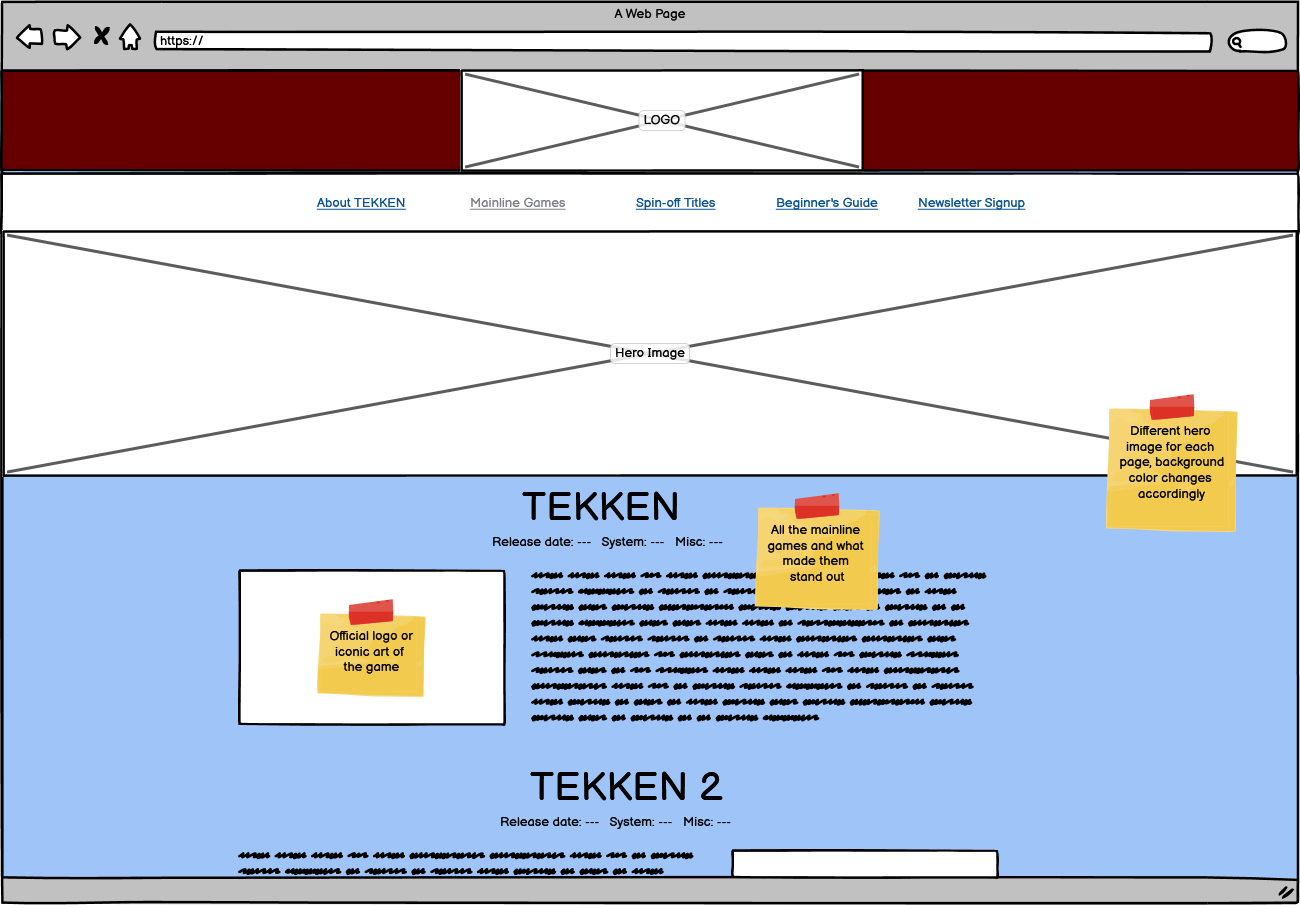 A Web Page
https://
LOGO
About TEKKEN
Mainline Games
Spin-off Titles
Beginner's Guide
Newsletter Signup
Hero Image
Different hero
image for each
page, background
color changes
accordingly
TEKKEN
Release date: --- System: --- Misc: ---
All the mainline
games and what
made them
stand out
Official logo or
iconic art of
the game
TEKKEN 2
Release date: --- System: --- Misc: ---